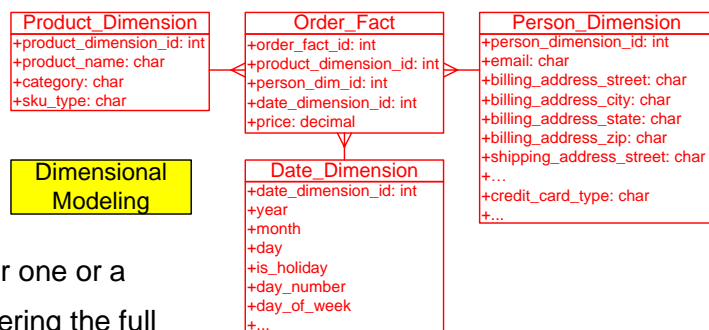 Product_Dimension
+product_dimension_id: int
+product_name: char
+category: char
+sku_type: char
Order_Fact
+order_fact_id: int
+product_dimension_id: int
+person_dim_id: int
+date_dimension_id: int
+price: decimal
Person_Dimension
+person_dimension_id: int
+email: char
+billing_address_street: char
+billing_address_city: char
+billing_address_state: char
+billing_address_zip: char
+shipping_address_street: char
+...
+credit_card_type: char
+...
Dimensional
Modeling
Date_Dimension
+date_dimension_id: int
+year
+month
+day
+is_holiday
+day_number
+day_of_week
+...
r one or a
ering the full